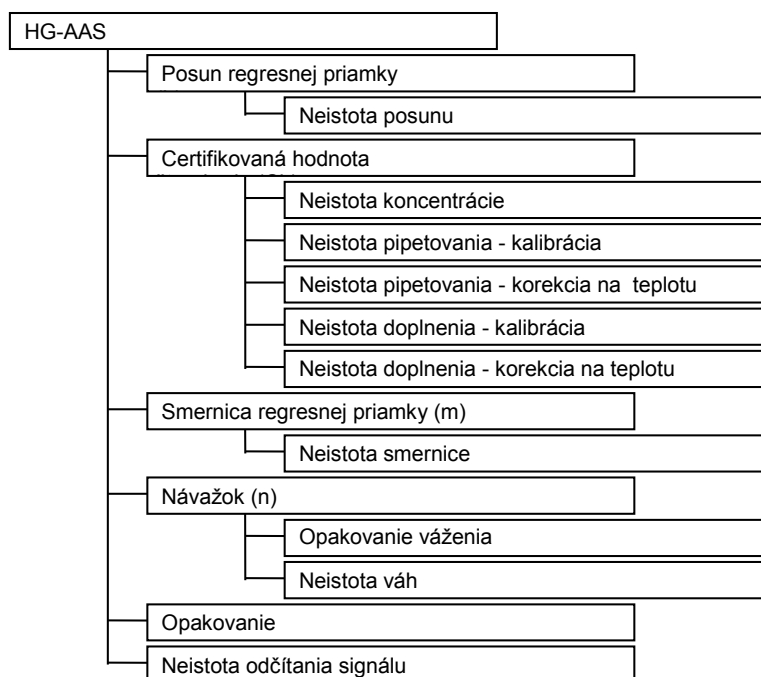 HG-AAS
Posun regresnej priamky
Neistota posunu
Certifikovaná hodnota
Neistota koncentrácie
Neistota pipetovania - kalibrácia
Neistota pipetovania - korekcia na teplotu
Neistota doplnenia - kalibrácia
Neistota doplnenia - korekcia na teplotu
Smernica regresnej priamky (m)
Neistota smernice
Návažok (n)
Opakovanie váženia
Neistota váh
Opakovanie
Neistota odčítania signálu